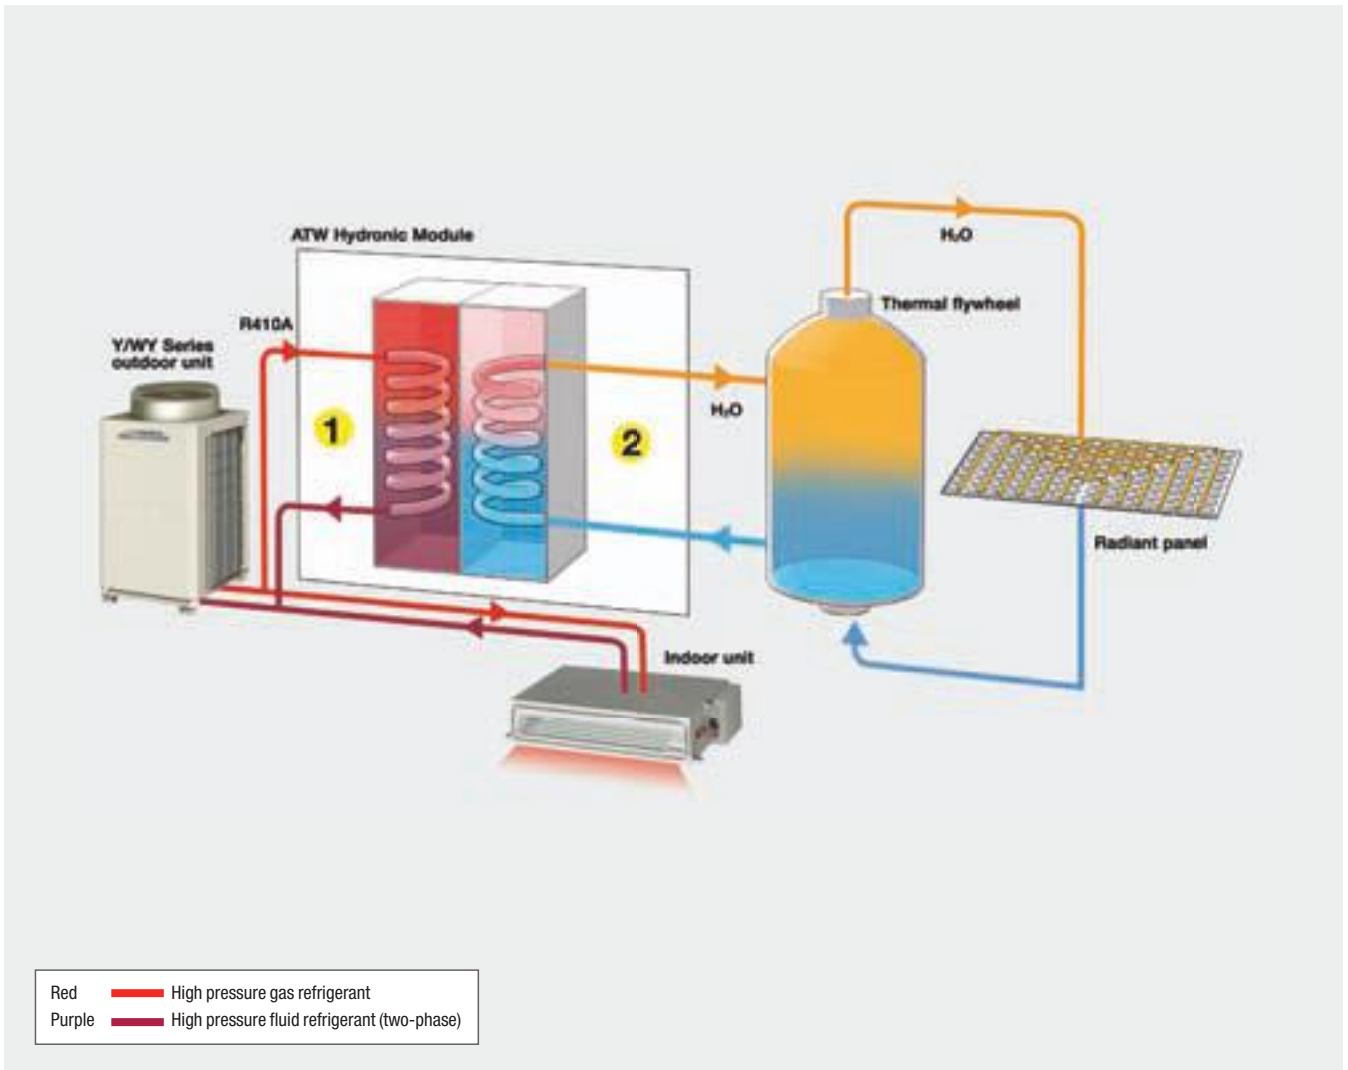 ATW Hydronic Module
H₂O
Thermal flywheel
R410A
Y/WY Series
outdoor unit
1
2
H₂O
Radiant panel
Indoor unit
Red High pressure gas refrigerant
Purple High pressure fluid refrigerant (two-phase)